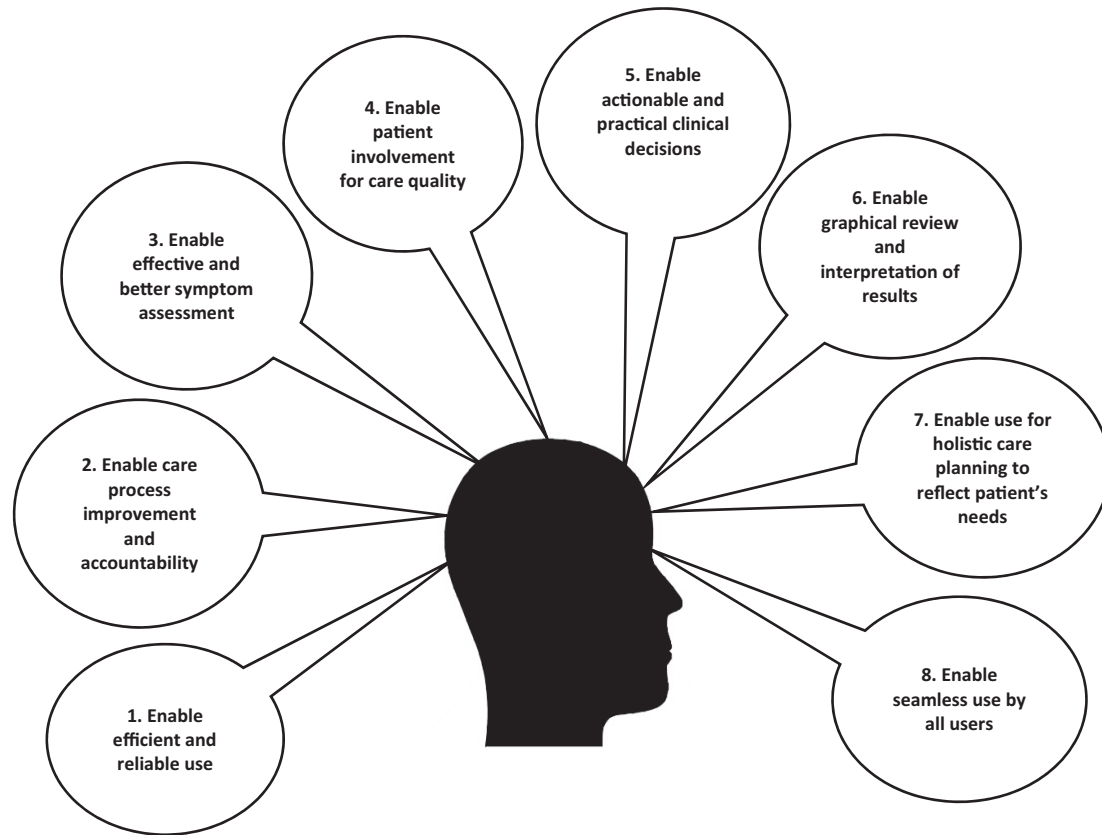 1. Enable
efficient and
reliable use
2. Enable care
process
improvement
and
accountability
3. Enable
effective and
better symptom
assessment
4. Enable
patient
involvement
for care quality
5. Enable
actionable and
practical clinical
decisions
6. Enable
graphical review
and
interpretation of
results
7. Enable use for
holistic care
planning to
reflect patient’s
needs
8. Enable
seamless use by
all users